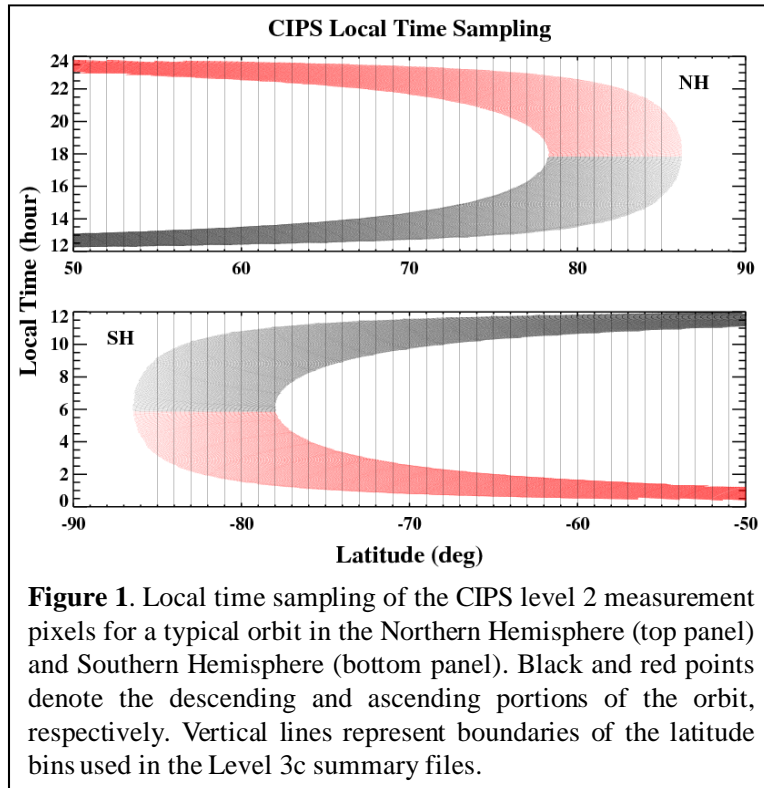 CIPS Local Time Sampling
24
22
20
18
16
14
12
NH
50
60
70
80
90
Local Time (hour)
12
10
8
6
4
2
0
SH
-90
-80
-70
-60
-50
Latitude (deg)
Figure 1. Local time sampling of the CIPS level 2 measurement
pixels for a typical orbit in the Northern Hemisphere (top panel)
and Southern Hemisphere (bottom panel). Black and red points
denote the descending and ascending portions of the orbit,
respectively. Vertical lines represent boundaries of the latitude
bins used in the Level 3c summary files.